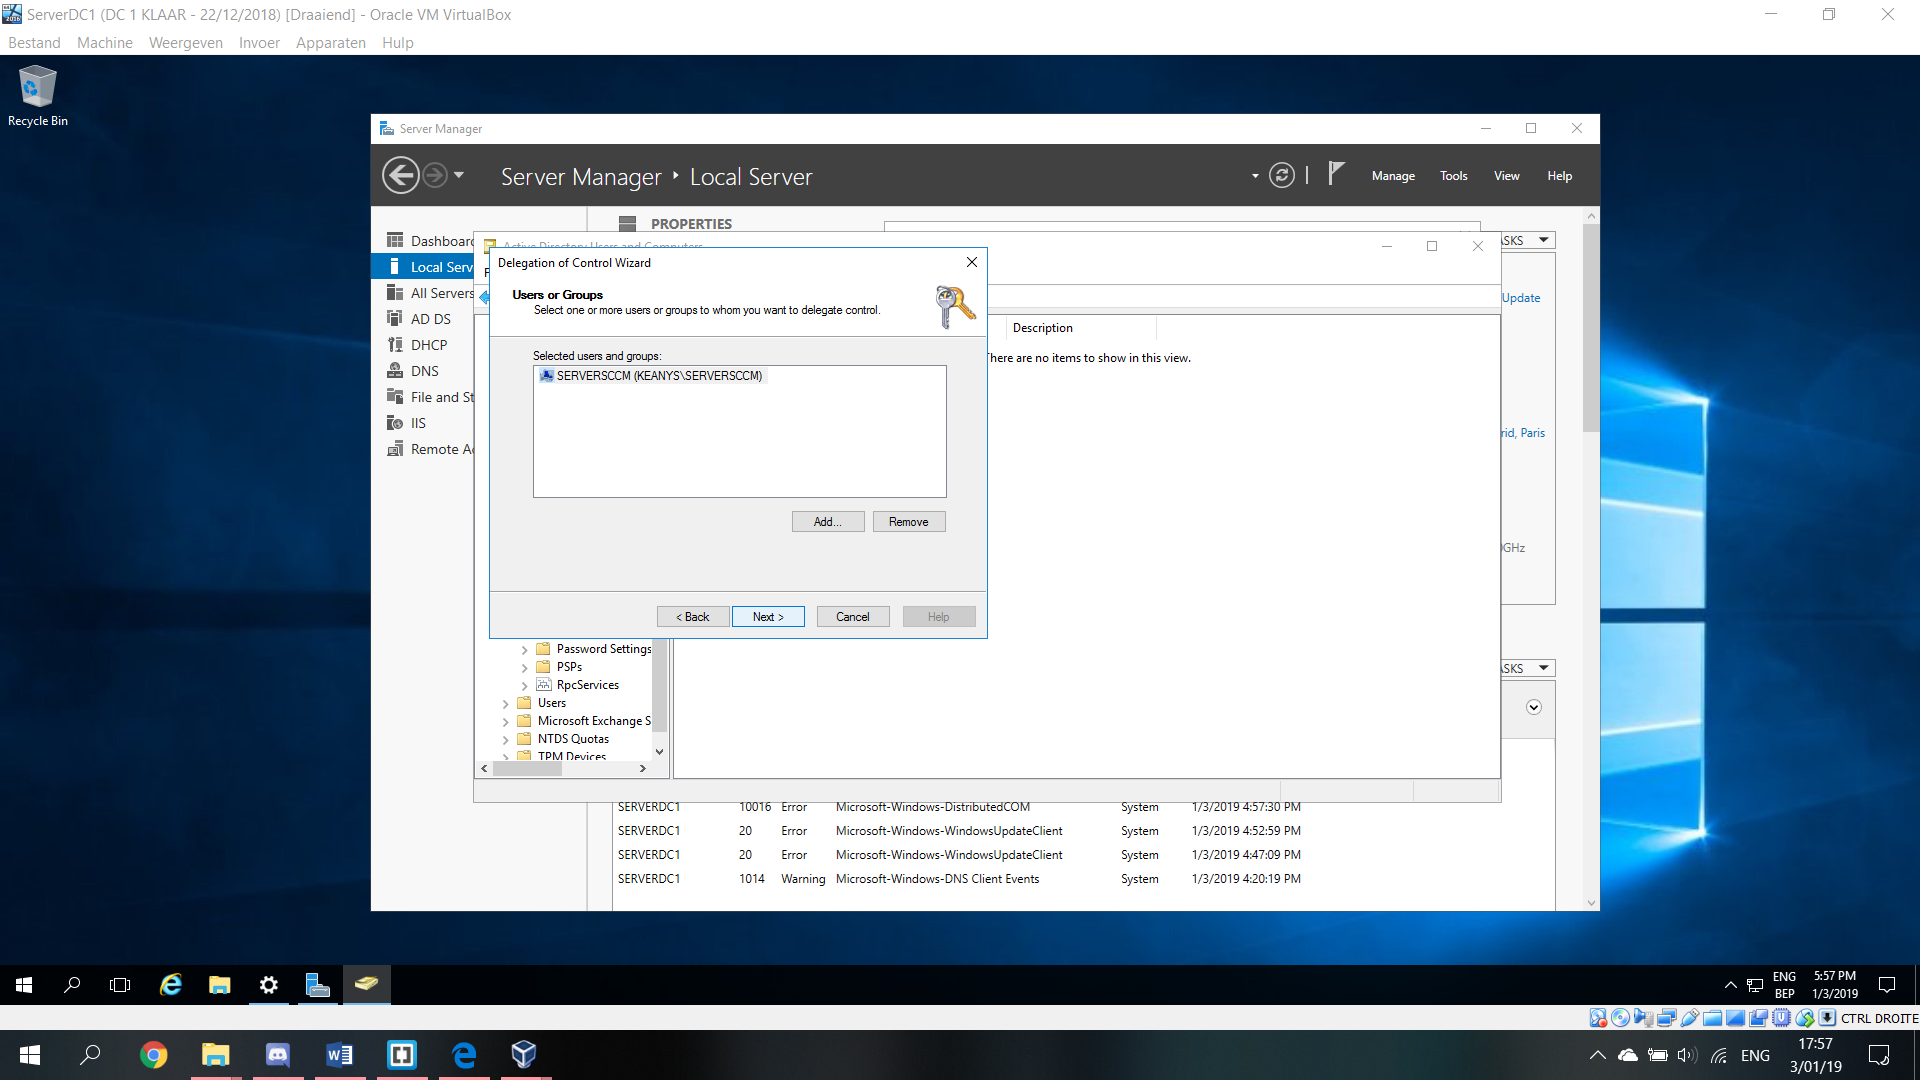 ServerDC1 (DC 1 KLAAR - 22/12/2018) [Draaiend] - Oracle VM VirtualBox
Bestand Machine Weergeven Invoer Apparaten Hulp
Recycle Bin
Server Manager
Server Manager ‣ Local Server
Manage Tools View Help
PROPERTIES
Active Directory Users and Computers
Dashboard
Local Serv
All Servers
AD DS
DHCP
DNS
File and St
IIS
Remote Ac
Delegation of Control Wizard
Users or Groups
Select one or more users or groups to whom you want to delegate control.
Selected users and groups:
SERVERSCCM (KEANYS\SERVERSCCM)
Add... Remove
< Back Next > Cancel Help
Description
here are no items to show in this view.
ASKS
Update
rid, Paris
GHz
ASKS
Password Settings
PSPs
RpcServices
Users
Microsoft Exchange S
NTDS Quotas
TPM Devices
SERVERDC1 10016 Error Microsoft-Windows-DistributedCOM System 1/3/2019 4:57:30 PM
SERVERDC1 20 Error Microsoft-Windows-WindowsUpdateClient System 1/3/2019 4:52:59 PM
SERVERDC1 20 Error Microsoft-Windows-WindowsUpdateClient System 1/3/2019 4:47:09 PM
SERVERDC1 1014 Warning Microsoft-Windows-DNS Client Events System 1/3/2019 4:20:19 PM
ENG
BEP
5:57 PM
1/3/2019
CTRL DROITE
ENG
17:57
3/01/19